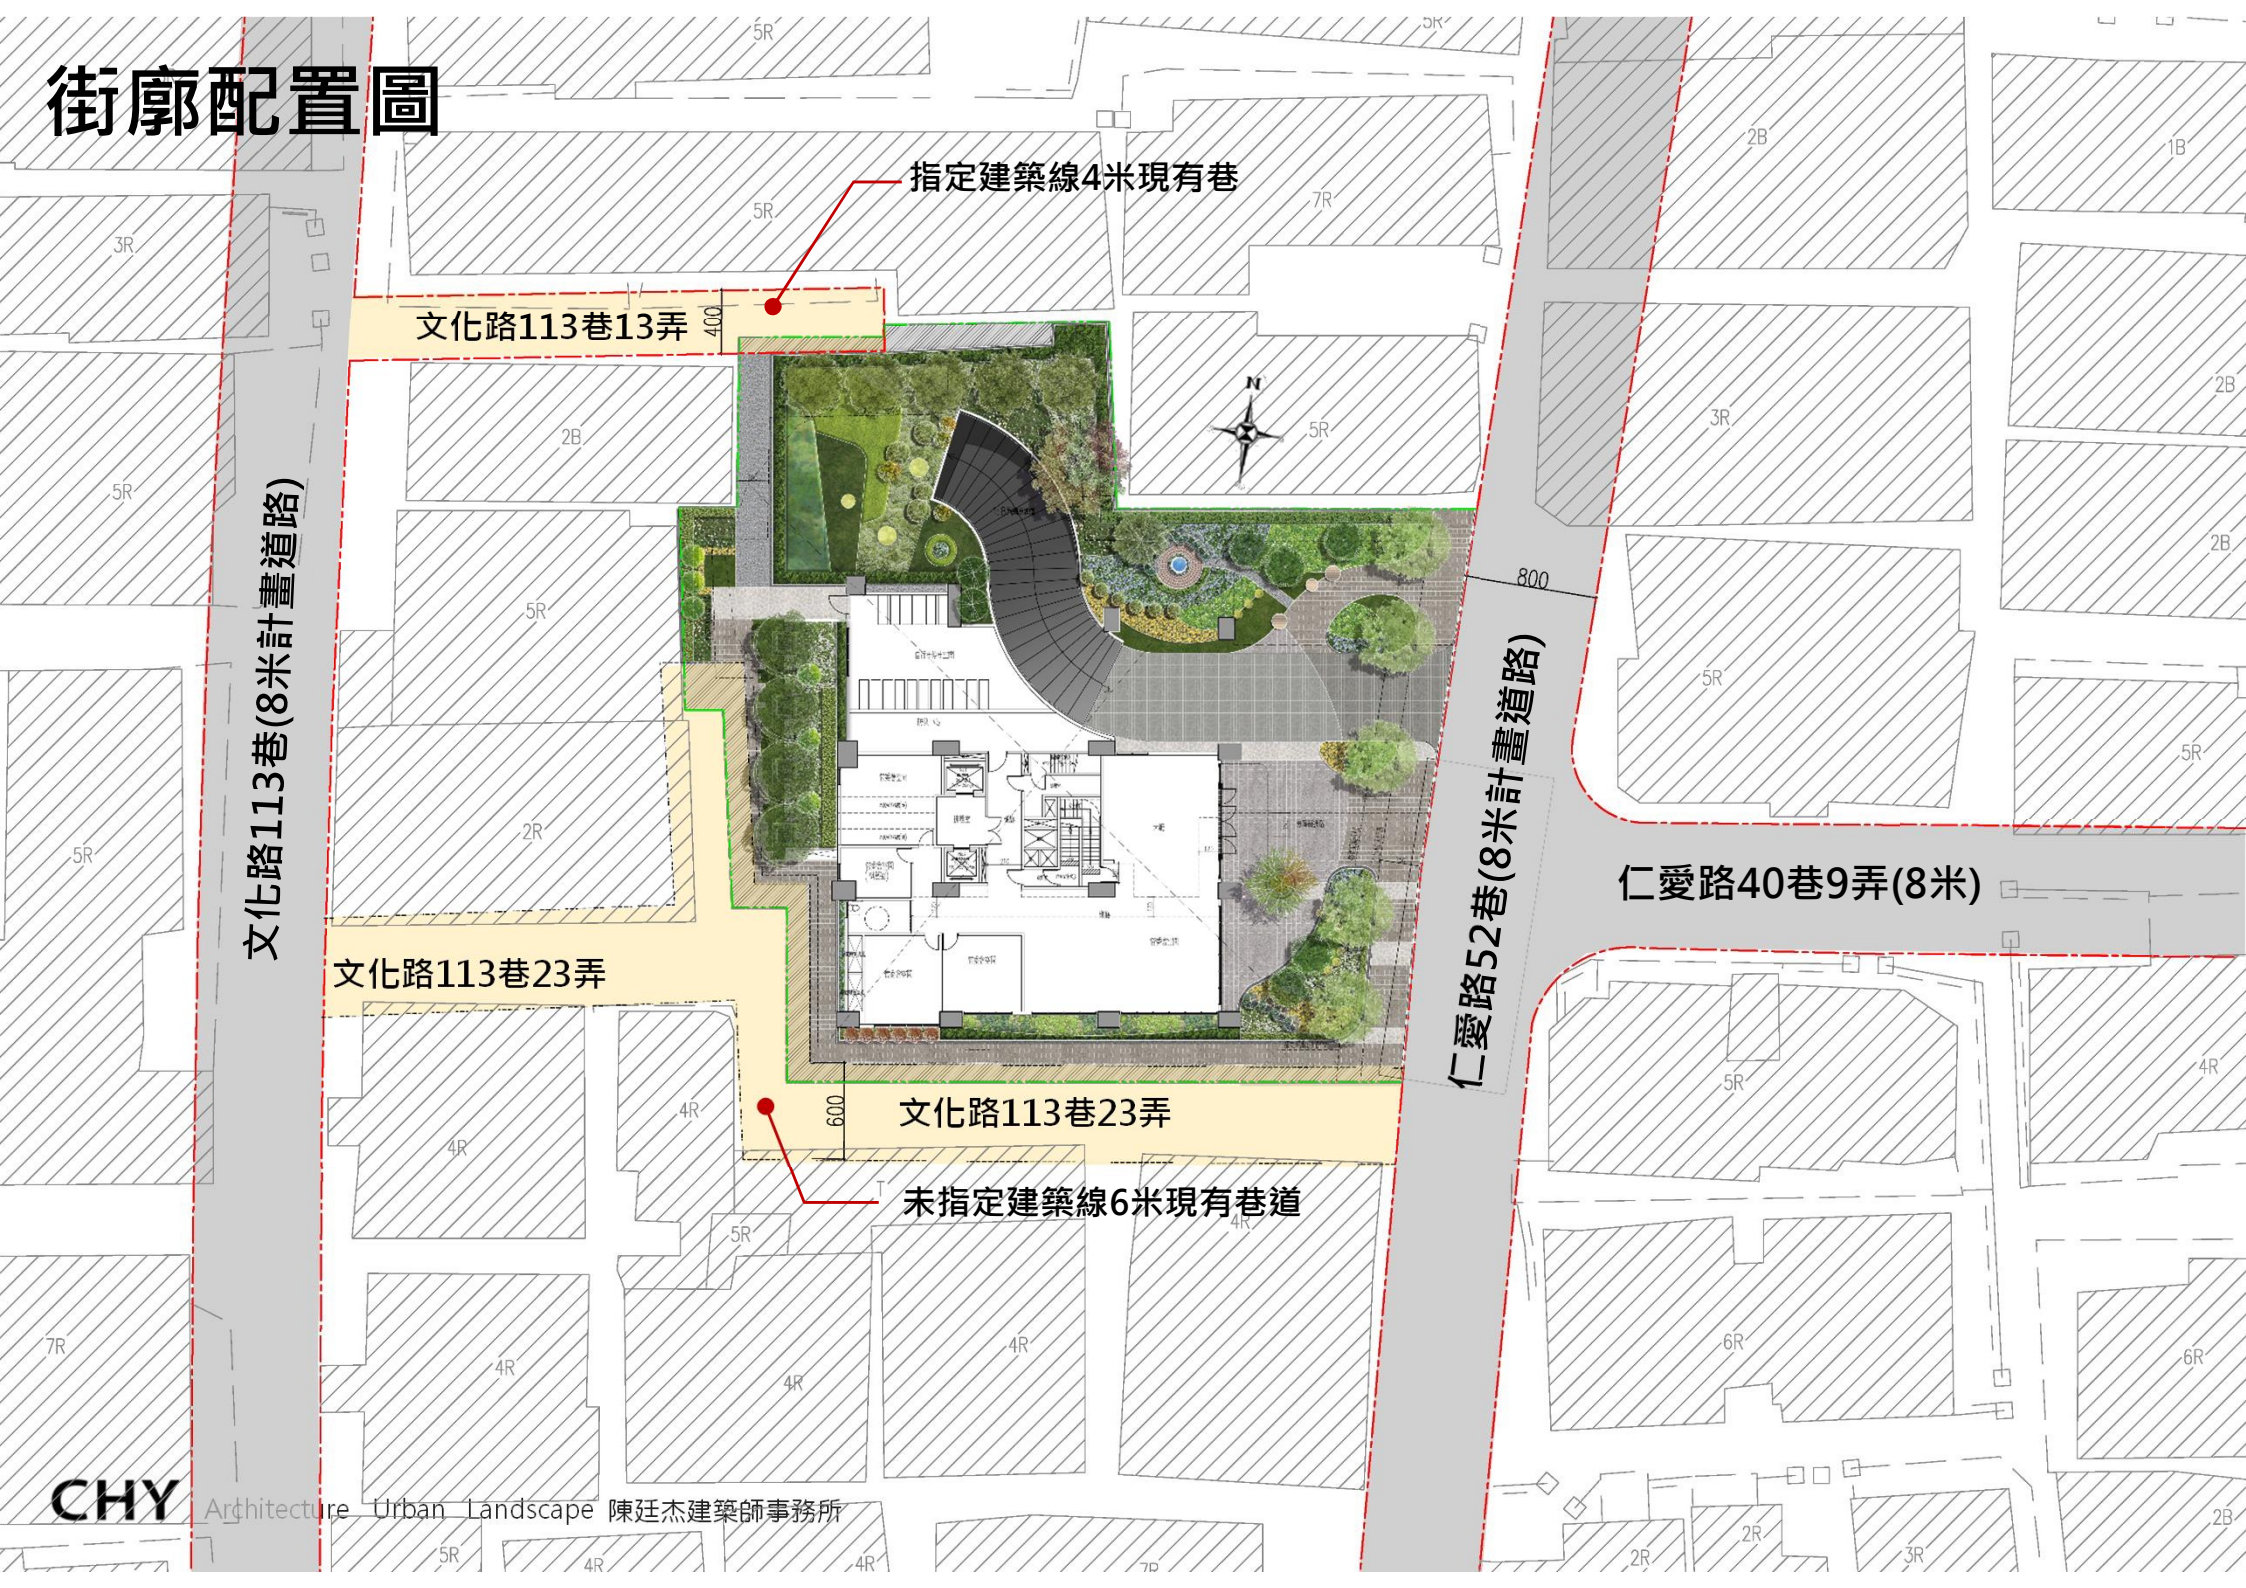 5R
5R
街廓配置圖
2B
1B
指定建築線4米現有巷
5R
7R
3R
文化路113巷13弄
400
N
2B
5R
3R
2B
5R
文化路113巷(8米計畫道路)
800
2B
5R
仁愛路52巷(8米計畫道路)
5R
5R
2R
5R
仁愛路40巷9弄(8米)
文化路113巷23弄
4R
5R
4R
600
文化路113巷23弄
4R
未指定建築線6米現有巷道
4R
5R
7R
4R
4R
4R
6R
6R
CHY Architecture Urban Landscape 陳廷杰建築師事務所
2B
2R
5R
4R
4R
7R
2R
3R